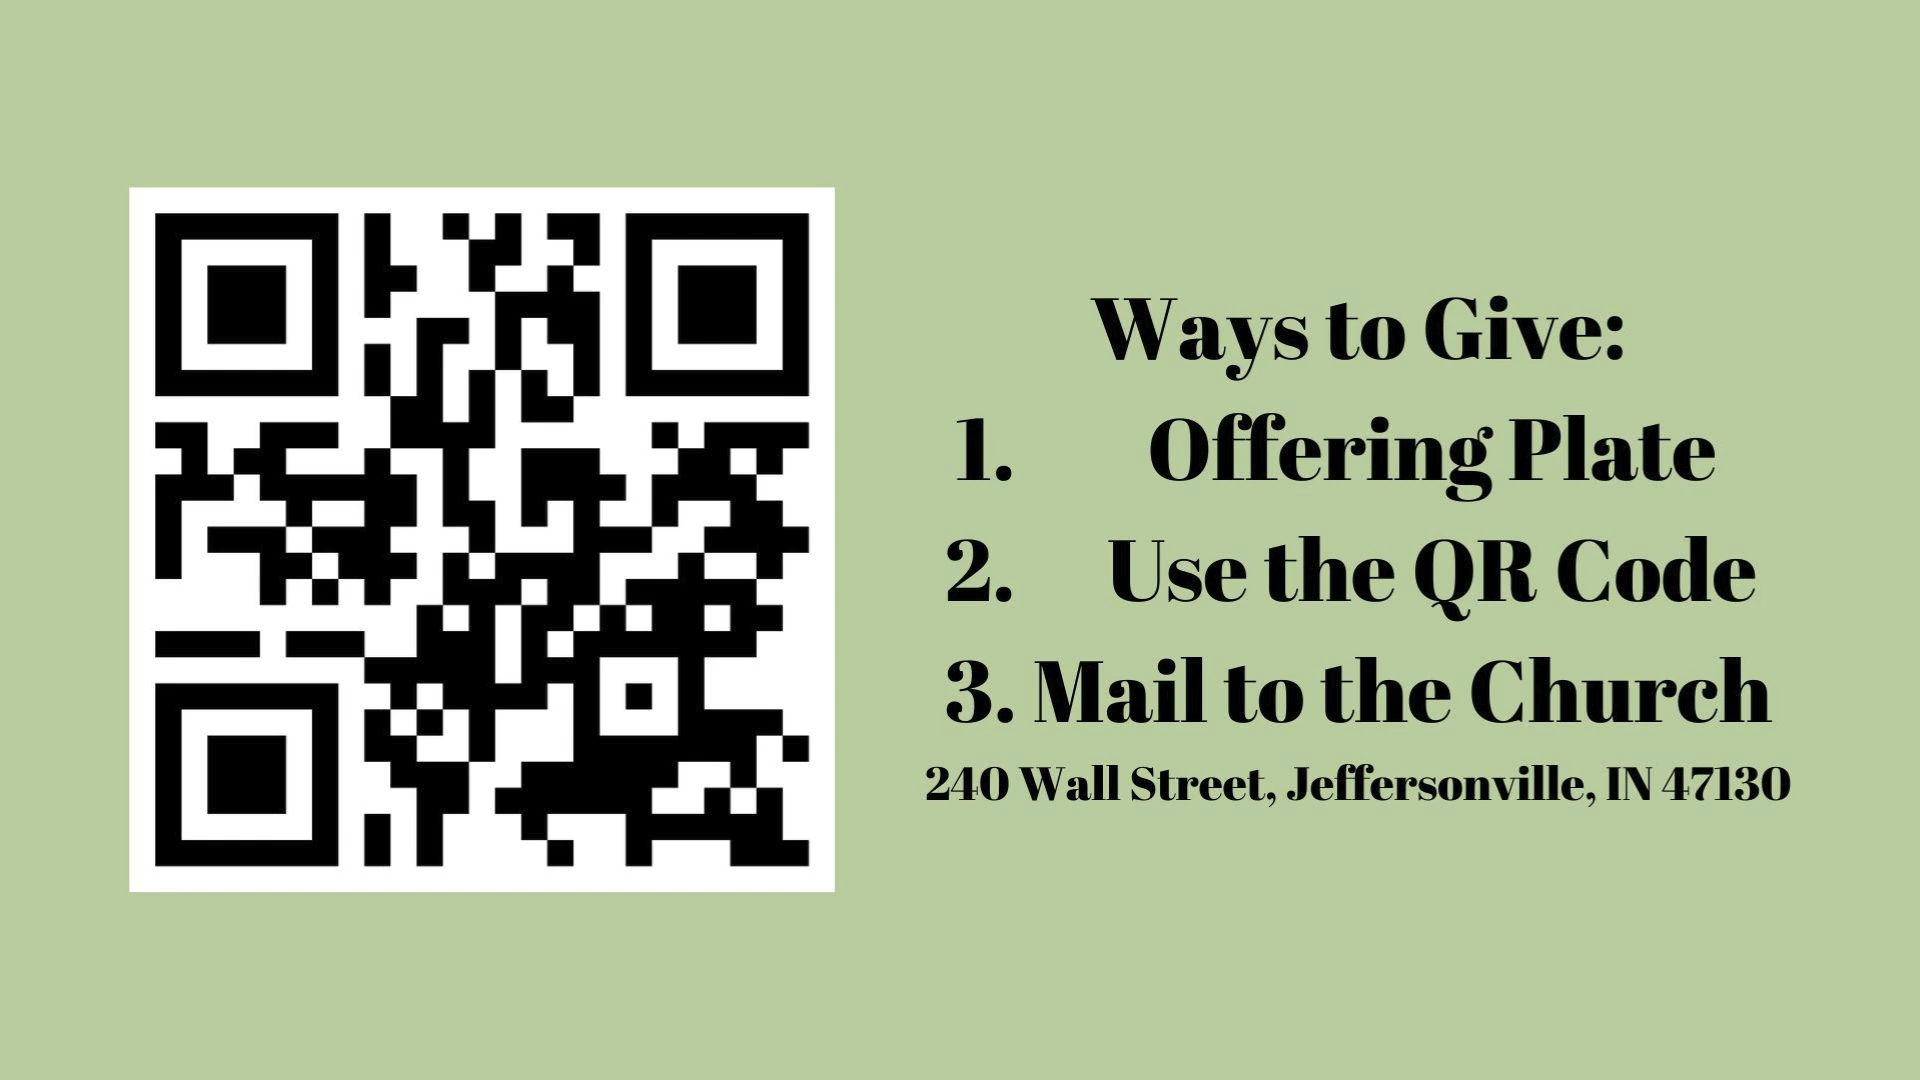 Ways to Give:
1. Offering Plate
2. Use the QR Code
3. Mail to the Church
240 Wall Street, Jeffersonville, IN 47130